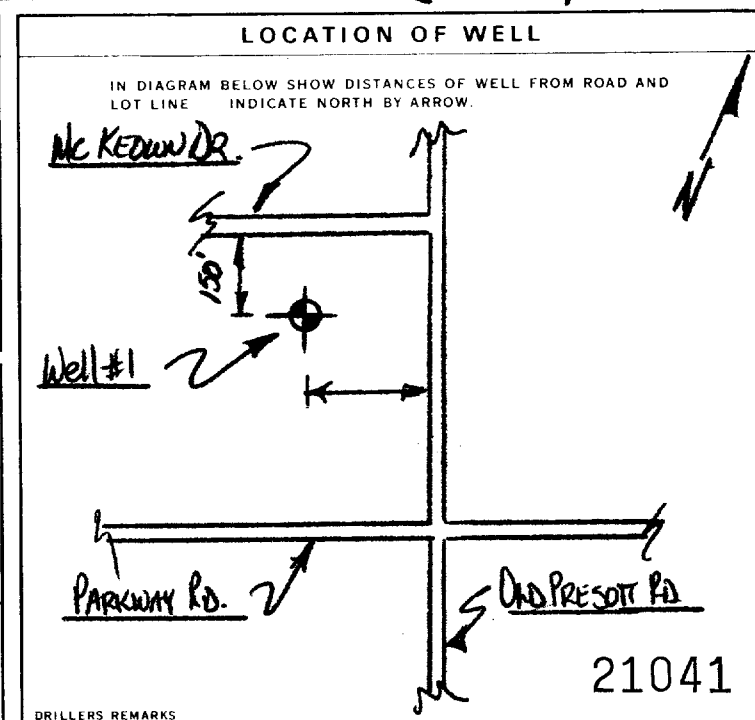 LOCATION OF WELL
IN DIAGRAM BELOW SHOW DISTANCES OF WELL FROM ROAD AND
LOT LINE INDICATE NORTH BY ARROW.
N
Mc KEOWN DR.
150'
Well #1
PARKWAY RD.
OLD PRESOTT RD
21041
DRILLERS REMARKS